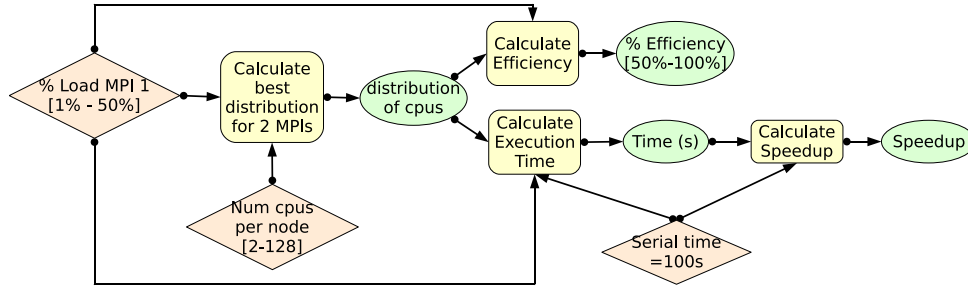 % Load MPI 1
[1% - 50%]
Calculate
best
distribution
for 2 MPIs
Num cpus
per node
[2-128]
distribution
of cpus
Calculate
Efficiency
% Efficiency
[50%-100%]
Calculate
Execution
Time
Time (s)
Calculate
Speedup
Speedup
Serial time
=100s